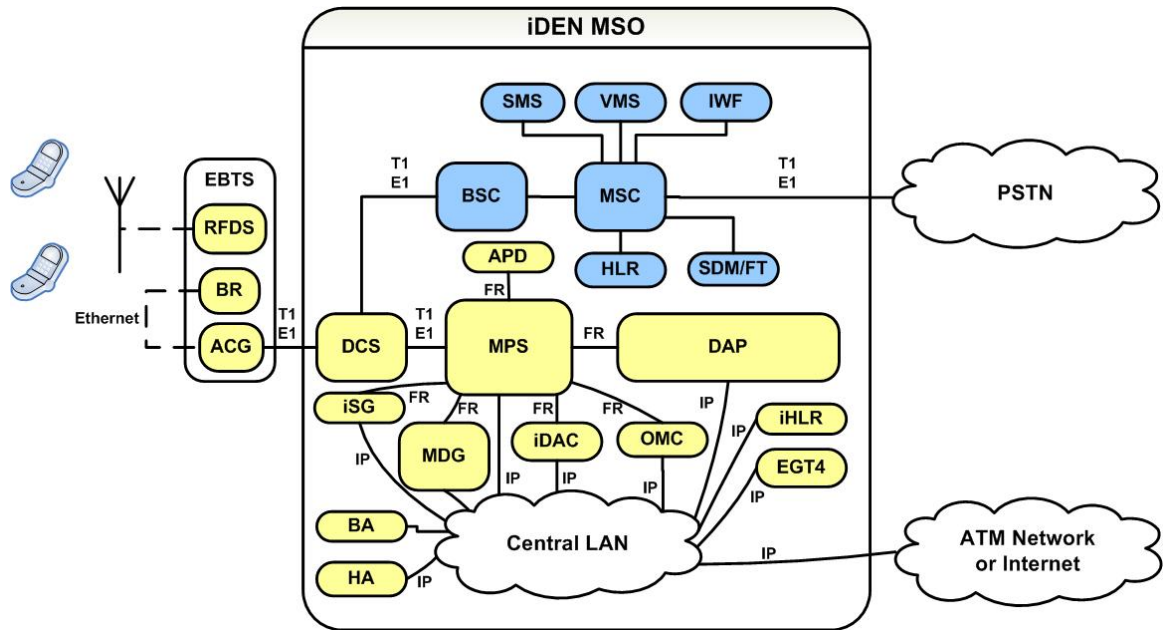 iDEN MSO
SMS
VMS
IWF
T1
E1
T1
E1
EBTS
BSC
MSC
PSTN
RFDS
APD
HLR
SDM/FT
BR
FR
Ethernet
T1
E1
T1
E1
ACG
DCS
MPS
FR
DAP
iSG
FR
FR
FR
FR
IP
iHLR
MDG
iDAC
OMC
IP
IP
EGT4
IP
IP
IP
IP
BA
Central LAN
ATM Network
or Internet
IP
HA
IP